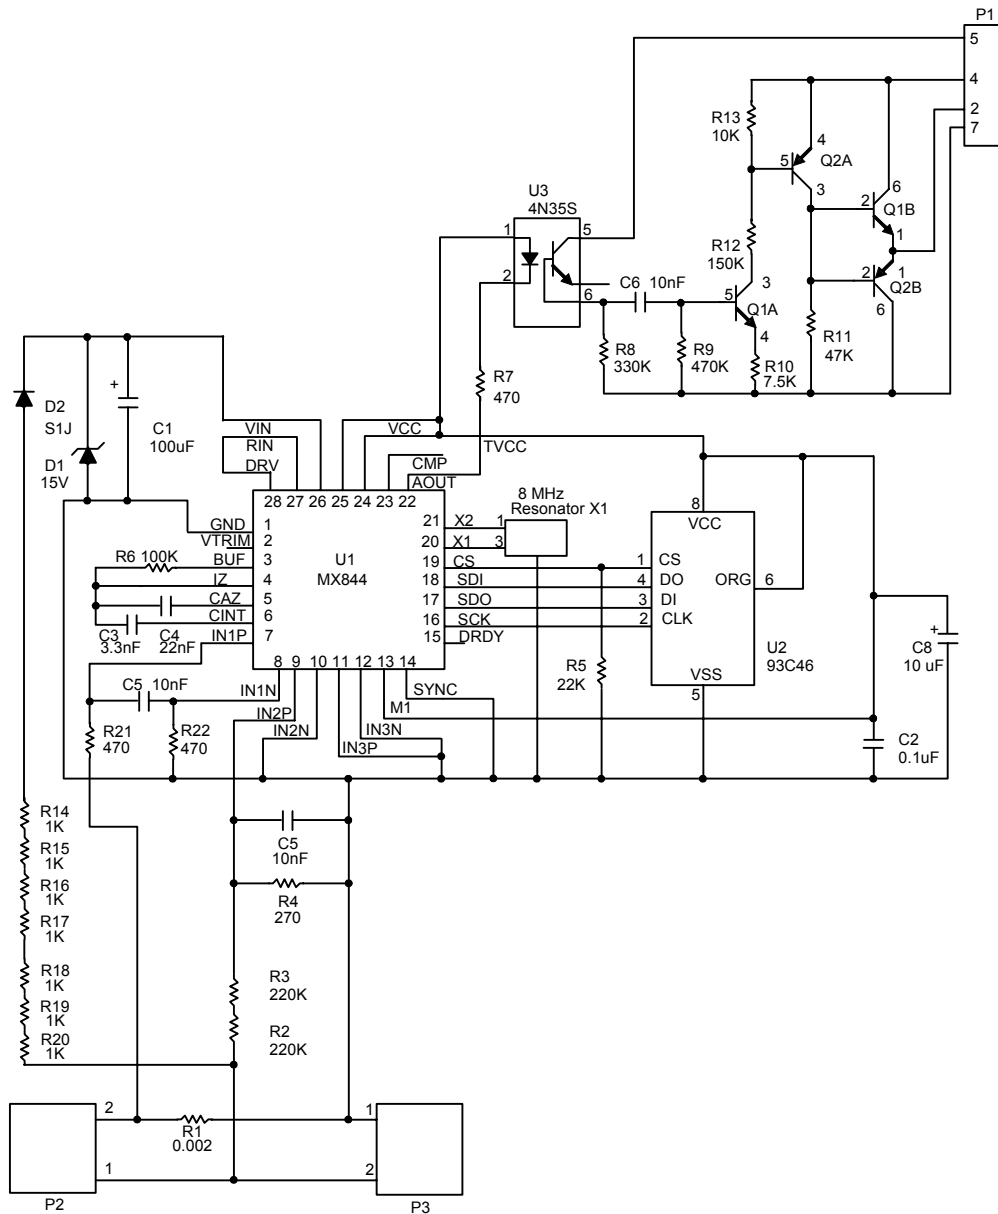 P1
5
4
2
7
R13
10K
4
5
Q2A
3
U3
4N35S
6
2
Q1B
1
1
5
R12
150K
2
C6 10nF
3
2
1
Q2B
6
5
Q1A
4
6
R8
330K
R9
470K
R10
7.5K
R11
47K
+
D2
S1J
C1
100uF
D1
15V
R7
470
VIN
RIN
DRV
VCC
TVCC
CMP
AOUT
28 27 26 25 24 23 22
8 MHz
Resonator X1
GND
VTRIM
BUF
IZ
CAZ
CINT
IN1P
1
2
3
4
5
6
7
U1
MX844
21
20
19
18
17
16
15
X2
X1
CS
SDI
SDO
SCK
DRDY
1
3
8
VCC
1
4
3
2
CS
DO
DI
CLK
ORG
6
VSS
5
U2
93C46
R6 100K
C3
3.3nF
C4
22nF
8 9 10 11 12 13 14
R5
22K
+
C8
10 uF
C5
10nF
IN1N
IN2P
IN2N
IN3P
IN3N
M1
SYNC
R21
470
R22
470
C2
0.1uF
R14
1K
R15
1K
R16
1K
R17
1K
R18
1K
R19
1K
R20
1K
C5
10nF
R4
270
R3
220K
R2
220K
2
1
R1
0.002
1
2
P2
P3